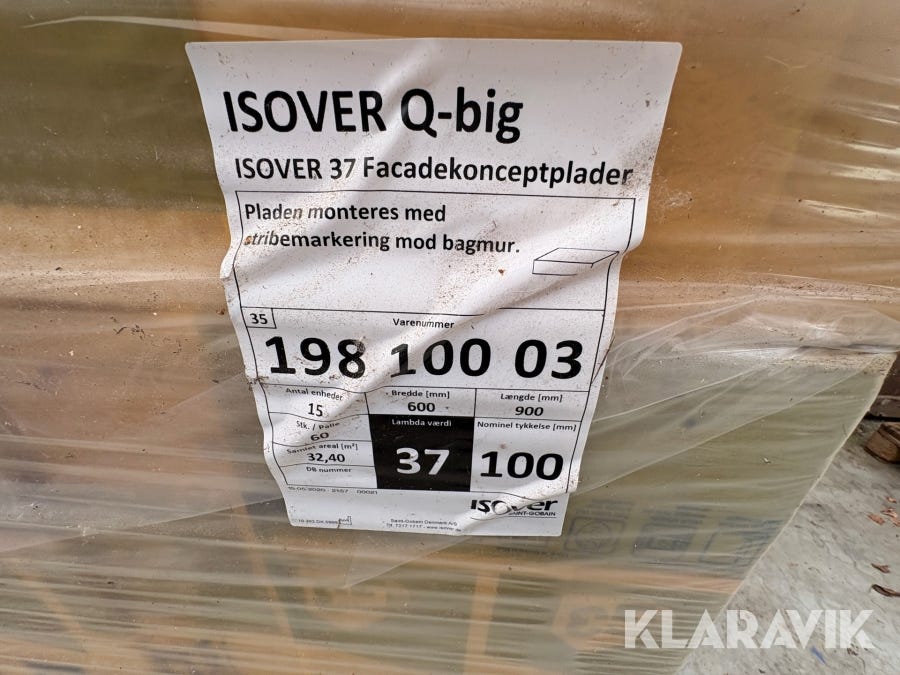 ISOVER Q-big
ISOVER 37 Facadekonceptplader
Pladen monteres med
stribemarkering mod bagmur.
35
Varenummer
198 100 03
Antal enheder
15
Bredde [mm]
600
Længde [mm]
900
Stk. / Palle
60
Lambda værdi
37
Nominel tykkelse [mm]
100
Samlet areal [m²]
32,40
DB nummer
isover
SAINT-GOBAIN
Saint-Gobain Denmark A/S
KLARAVIK